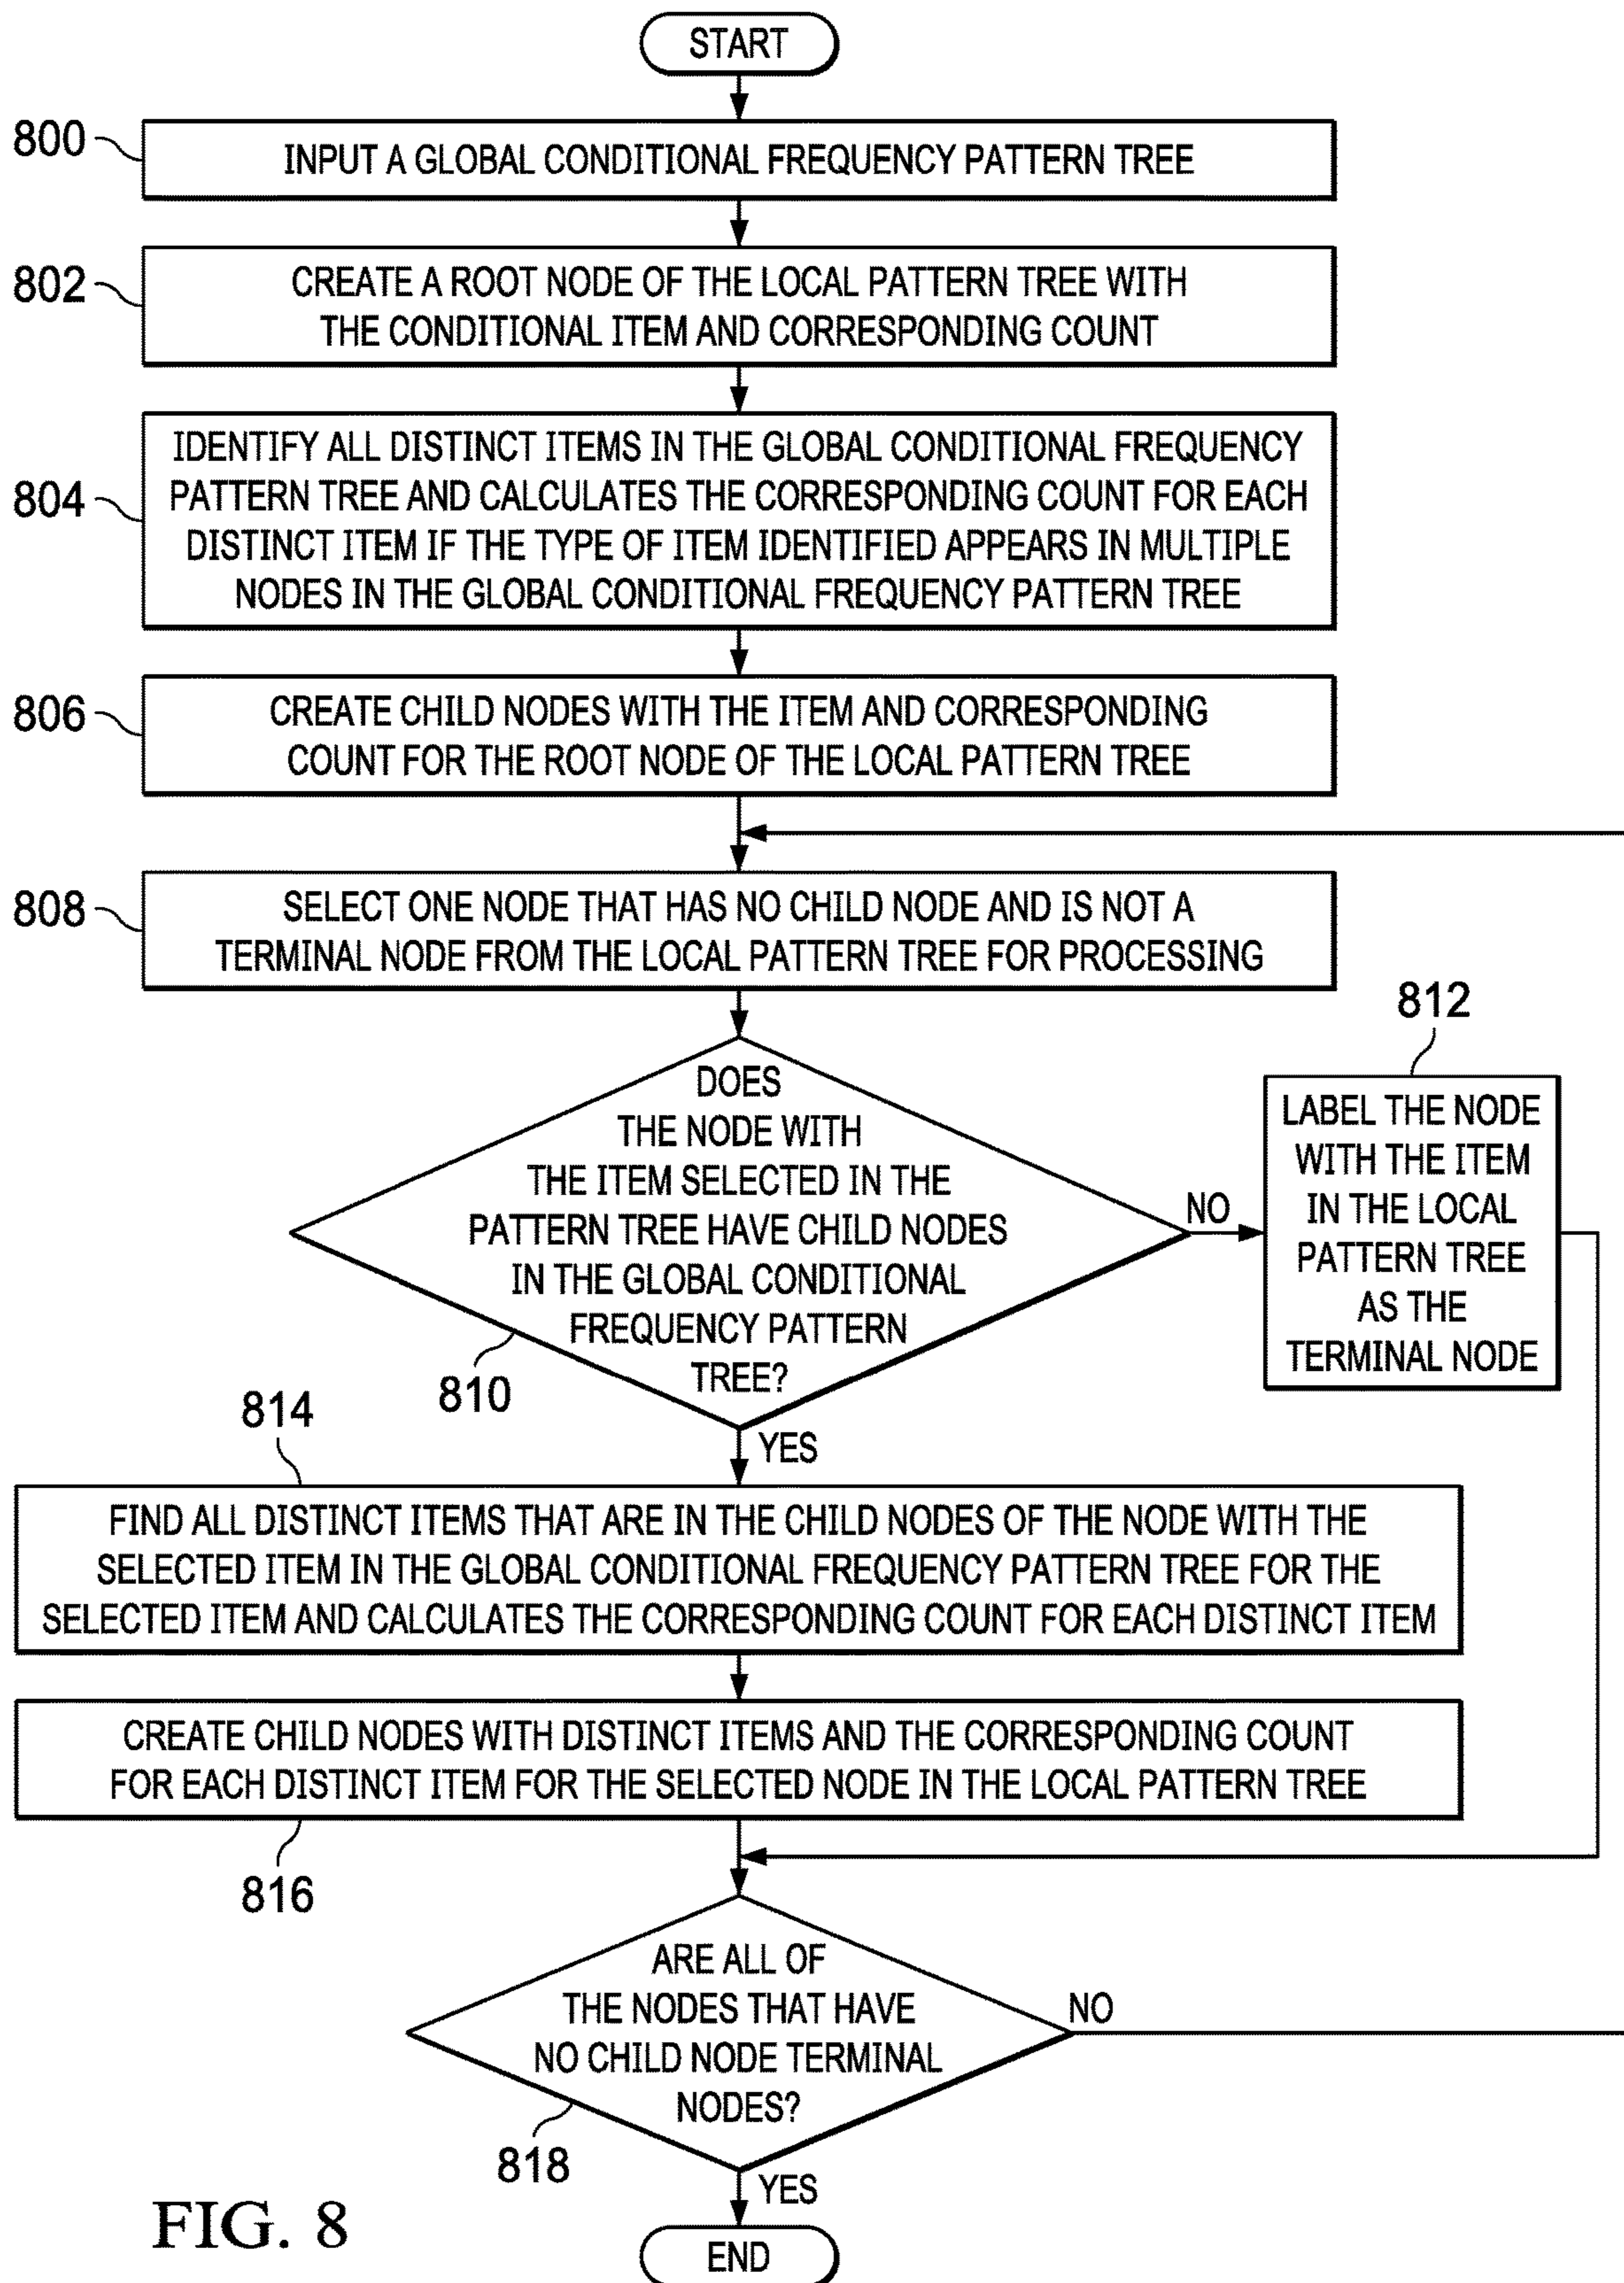 START
800
INPUT A GLOBAL CONDITIONAL FREQUENCY PATTERN TREE
802
CREATE A ROOT NODE OF THE LOCAL PATTERN TREE WITH
THE CONDITIONAL ITEM AND CORRESPONDING COUNT
804
IDENTIFY ALL DISTINCT ITEMS IN THE GLOBAL CONDITIONAL FREQUENCY
PATTERN TREE AND CALCULATES THE CORRESPONDING COUNT FOR EACH
DISTINCT ITEM IF THE TYPE OF ITEM IDENTIFIED APPEARS IN MULTIPLE
NODES IN THE GLOBAL CONDITIONAL FREQUENCY PATTERN TREE
806
CREATE CHILD NODES WITH THE ITEM AND CORRESPONDING
COUNT FOR THE ROOT NODE OF THE LOCAL PATTERN TREE
808
SELECT ONE NODE THAT HAS NO CHILD NODE AND IS NOT A
TERMINAL NODE FROM THE LOCAL PATTERN TREE FOR PROCESSING
DOES
THE NODE WITH
THE ITEM SELECTED IN THE
PATTERN TREE HAVE CHILD NODES
IN THE GLOBAL CONDITIONAL
FREQUENCY PATTERN
TREE?
810
NO
812
LABEL THE NODE
WITH THE ITEM
IN THE LOCAL
PATTERN TREE
AS THE
TERMINAL NODE
YES
814
FIND ALL DISTINCT ITEMS THAT ARE IN THE CHILD NODES OF THE NODE WITH THE
SELECTED ITEM IN THE GLOBAL CONDITIONAL FREQUENCY PATTERN TREE FOR THE
SELECTED ITEM AND CALCULATES THE CORRESPONDING COUNT FOR EACH DISTINCT ITEM
CREATE CHILD NODES WITH DISTINCT ITEMS AND THE CORRESPONDING COUNT
FOR EACH DISTINCT ITEM FOR THE SELECTED NODE IN THE LOCAL PATTERN TREE
816
ARE ALL OF
THE NODES THAT HAVE
NO CHILD NODE TERMINAL
NODES?
818
NO
YES
END
FIG. 8